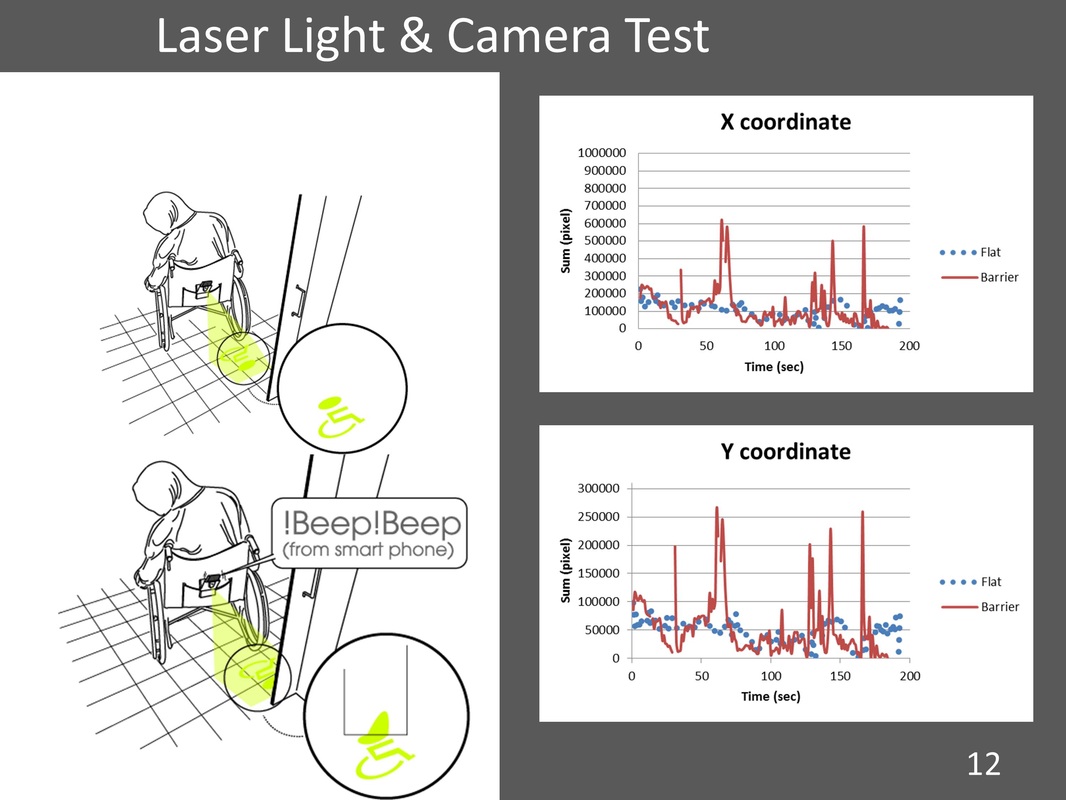 Laser Light & Camera Test
!Beep!Beep
(from smart phone)
X coordinate
Sum (pixel)
1000000
900000
800000
700000
600000
500000
400000
300000
200000
100000
0
0 50 100 150 200
Time (sec)
Flat
Barrier
Y coordinate
Sum (pixel)
300000
250000
200000
150000
100000
50000
0
0 50 100 150 200
Time (sec)
Flat
Barrier
12